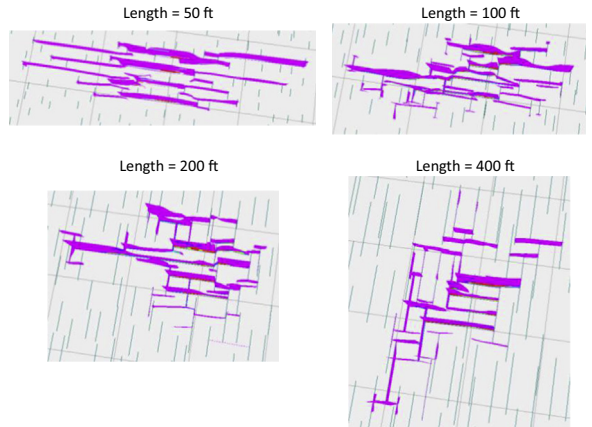 Length = 50 ft
Length = 100 ft
Length = 200 ft
Length = 400 ft